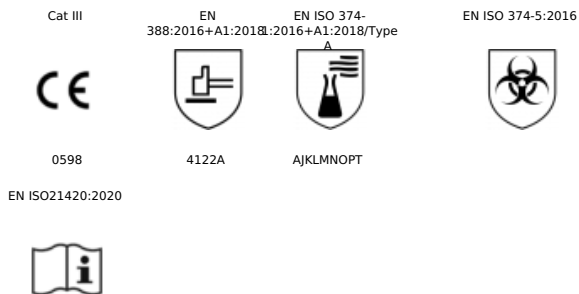 Cat III
EN
388:2016+A1:2018
EN ISO 374-
1:2016+A1:2018/Type
A
EN ISO 374-5:2016
CE
0598
4122A
AJKLMNOPT
EN ISO21420:2020
i